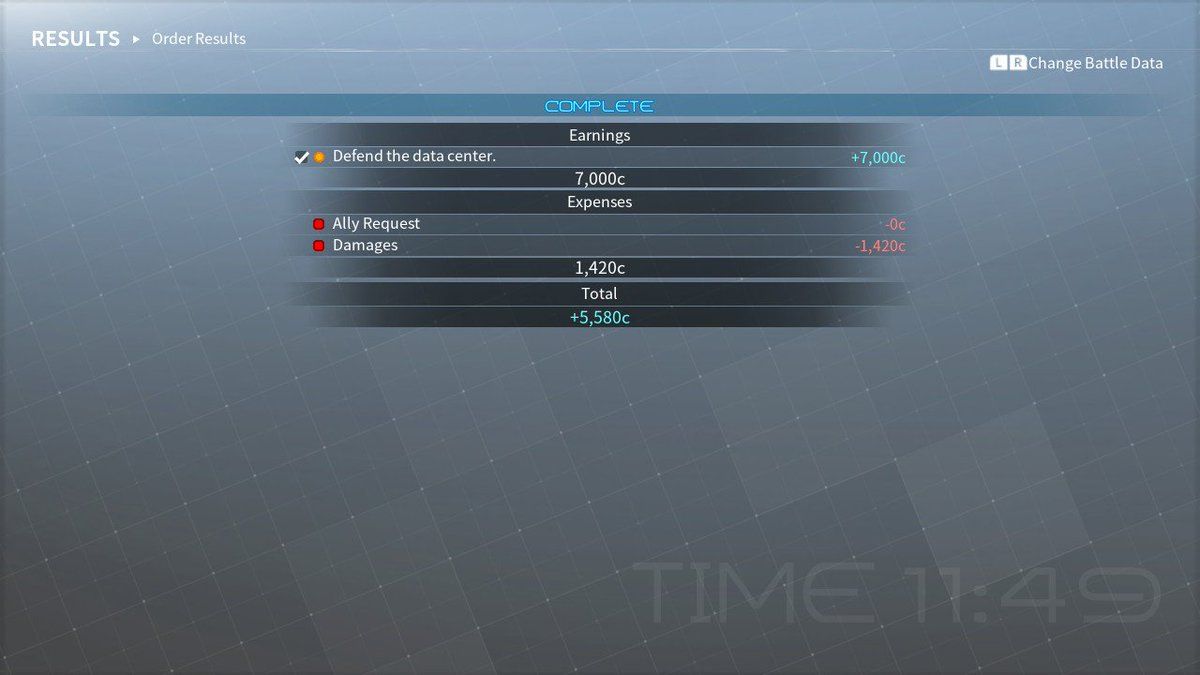 RESULTS ▸ Order Results
L R Change Battle Data
COMPLETE
Earnings
Defend the data center. +7,000c
7,000c
Expenses
Ally Request -0c
Damages -1,420c
1,420c
Total
+5,580c
TIME 11:49